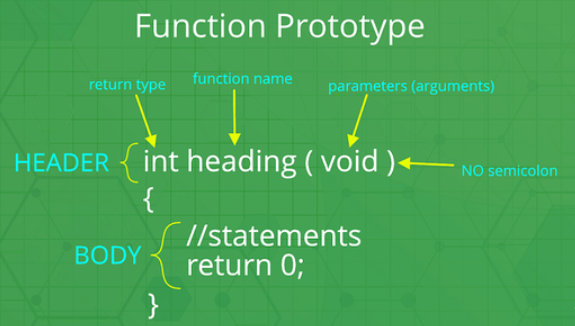 Function Prototype
return type
function name
parameters (arguments)
HEADER
int heading ( void )
NO semicolon
{
BODY
//statements
return 0;
}